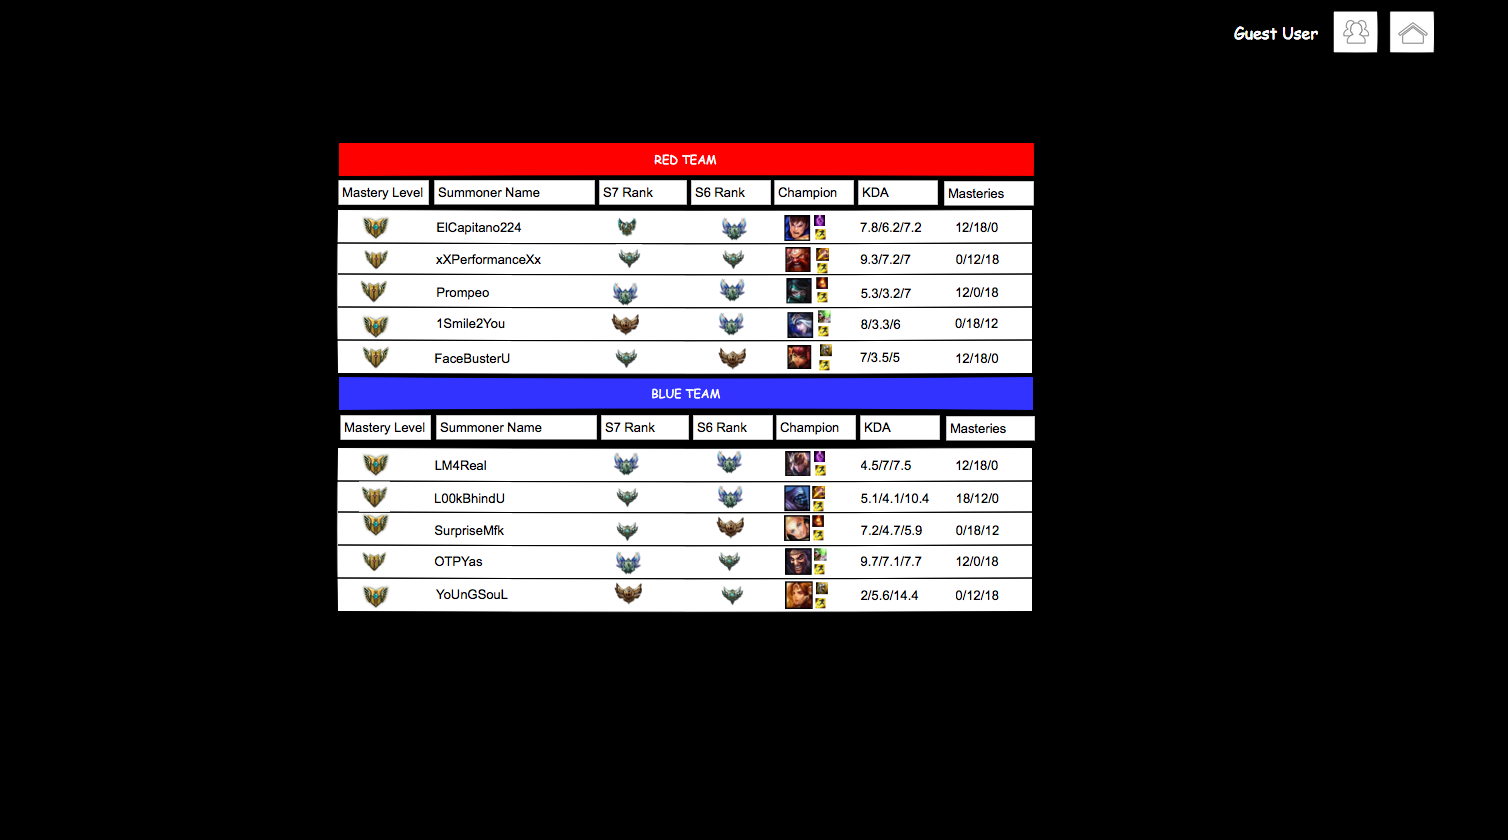 Guest User
RED TEAM
Mastery Level Summoner Name S7 Rank S6 Rank Champion KDA Masteries
ElCapitano224 7.8/6.2/7.2 12/18/0
xXPerformanceXx 9.3/7.2/7 0/12/18
Prompeo 5.3/3.2/7 12/0/18
1Smile2You 8/3.3/6 0/18/12
FaceBusterU 7/3.5/5 12/18/0
BLUE TEAM
Mastery Level Summoner Name S7 Rank S6 Rank Champion KDA Masteries
LM4Real 4.5/7/7.5 12/18/0
L00kBhindU 5.1/4.1/10.4 18/12/0
SurpriseMfk 7.2/4.7/5.9 0/18/12
OTPYas 9.7/7.1/7.7 12/0/18
YoUnGSouL 2/5.6/14.4 0/12/18